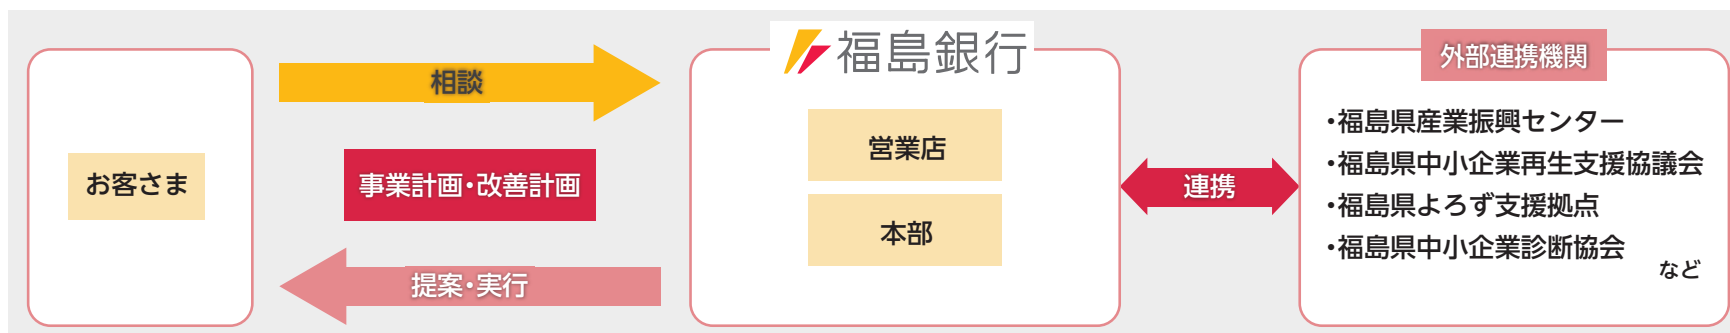 お客さま
相談
事業計画・改善計画
提案・実行
福島銀行
営業店
本部
連携
外部連携機関
・福島県産業振興センター
・福島県中小企業再生支援協議会
・福島県よろず支援拠点
・福島県中小企業診断協会
など